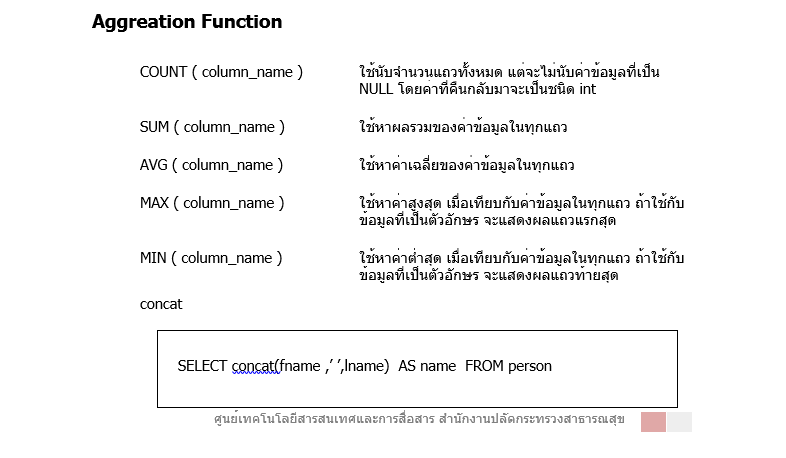 Aggreation Function
COUNT ( column_name ) ใช้นับจำนวนแถวทั้งหมด แต่จะไม่นับค่าข้อมูลที่เป็น
NULL โดยค่าที่คืนกลับมาจะเป็นชนิด int
SUM ( column_name ) ใช้หาผลรวมของค่าข้อมูลในทุกแถว
AVG ( column_name ) ใช้หาค่าเฉลี่ยของค่าข้อมูลในทุกแถว
MAX ( column_name ) ใช้หาค่าสูงสุด เมื่อเทียบกับค่าข้อมูลในทุกแถว ถ้าใช้กับ
ข้อมูลที่เป็นตัวอักษร จะแสดงผลแถวแรกสุด
MIN ( column_name ) ใช้หาค่าต่ำสุด เมื่อเทียบกับค่าข้อมูลในทุกแถว ถ้าใช้กับ
ข้อมูลที่เป็นตัวอักษร จะแสดงผลแถวท้ายสุด
concat
SELECT concat(fname ,’ ’,lname) AS name FROM person
ศูนย์เทคโนโลยีสารสนเทศและการสื่อสาร สำนักงานปลัดกระทรวงสาธารณสุข